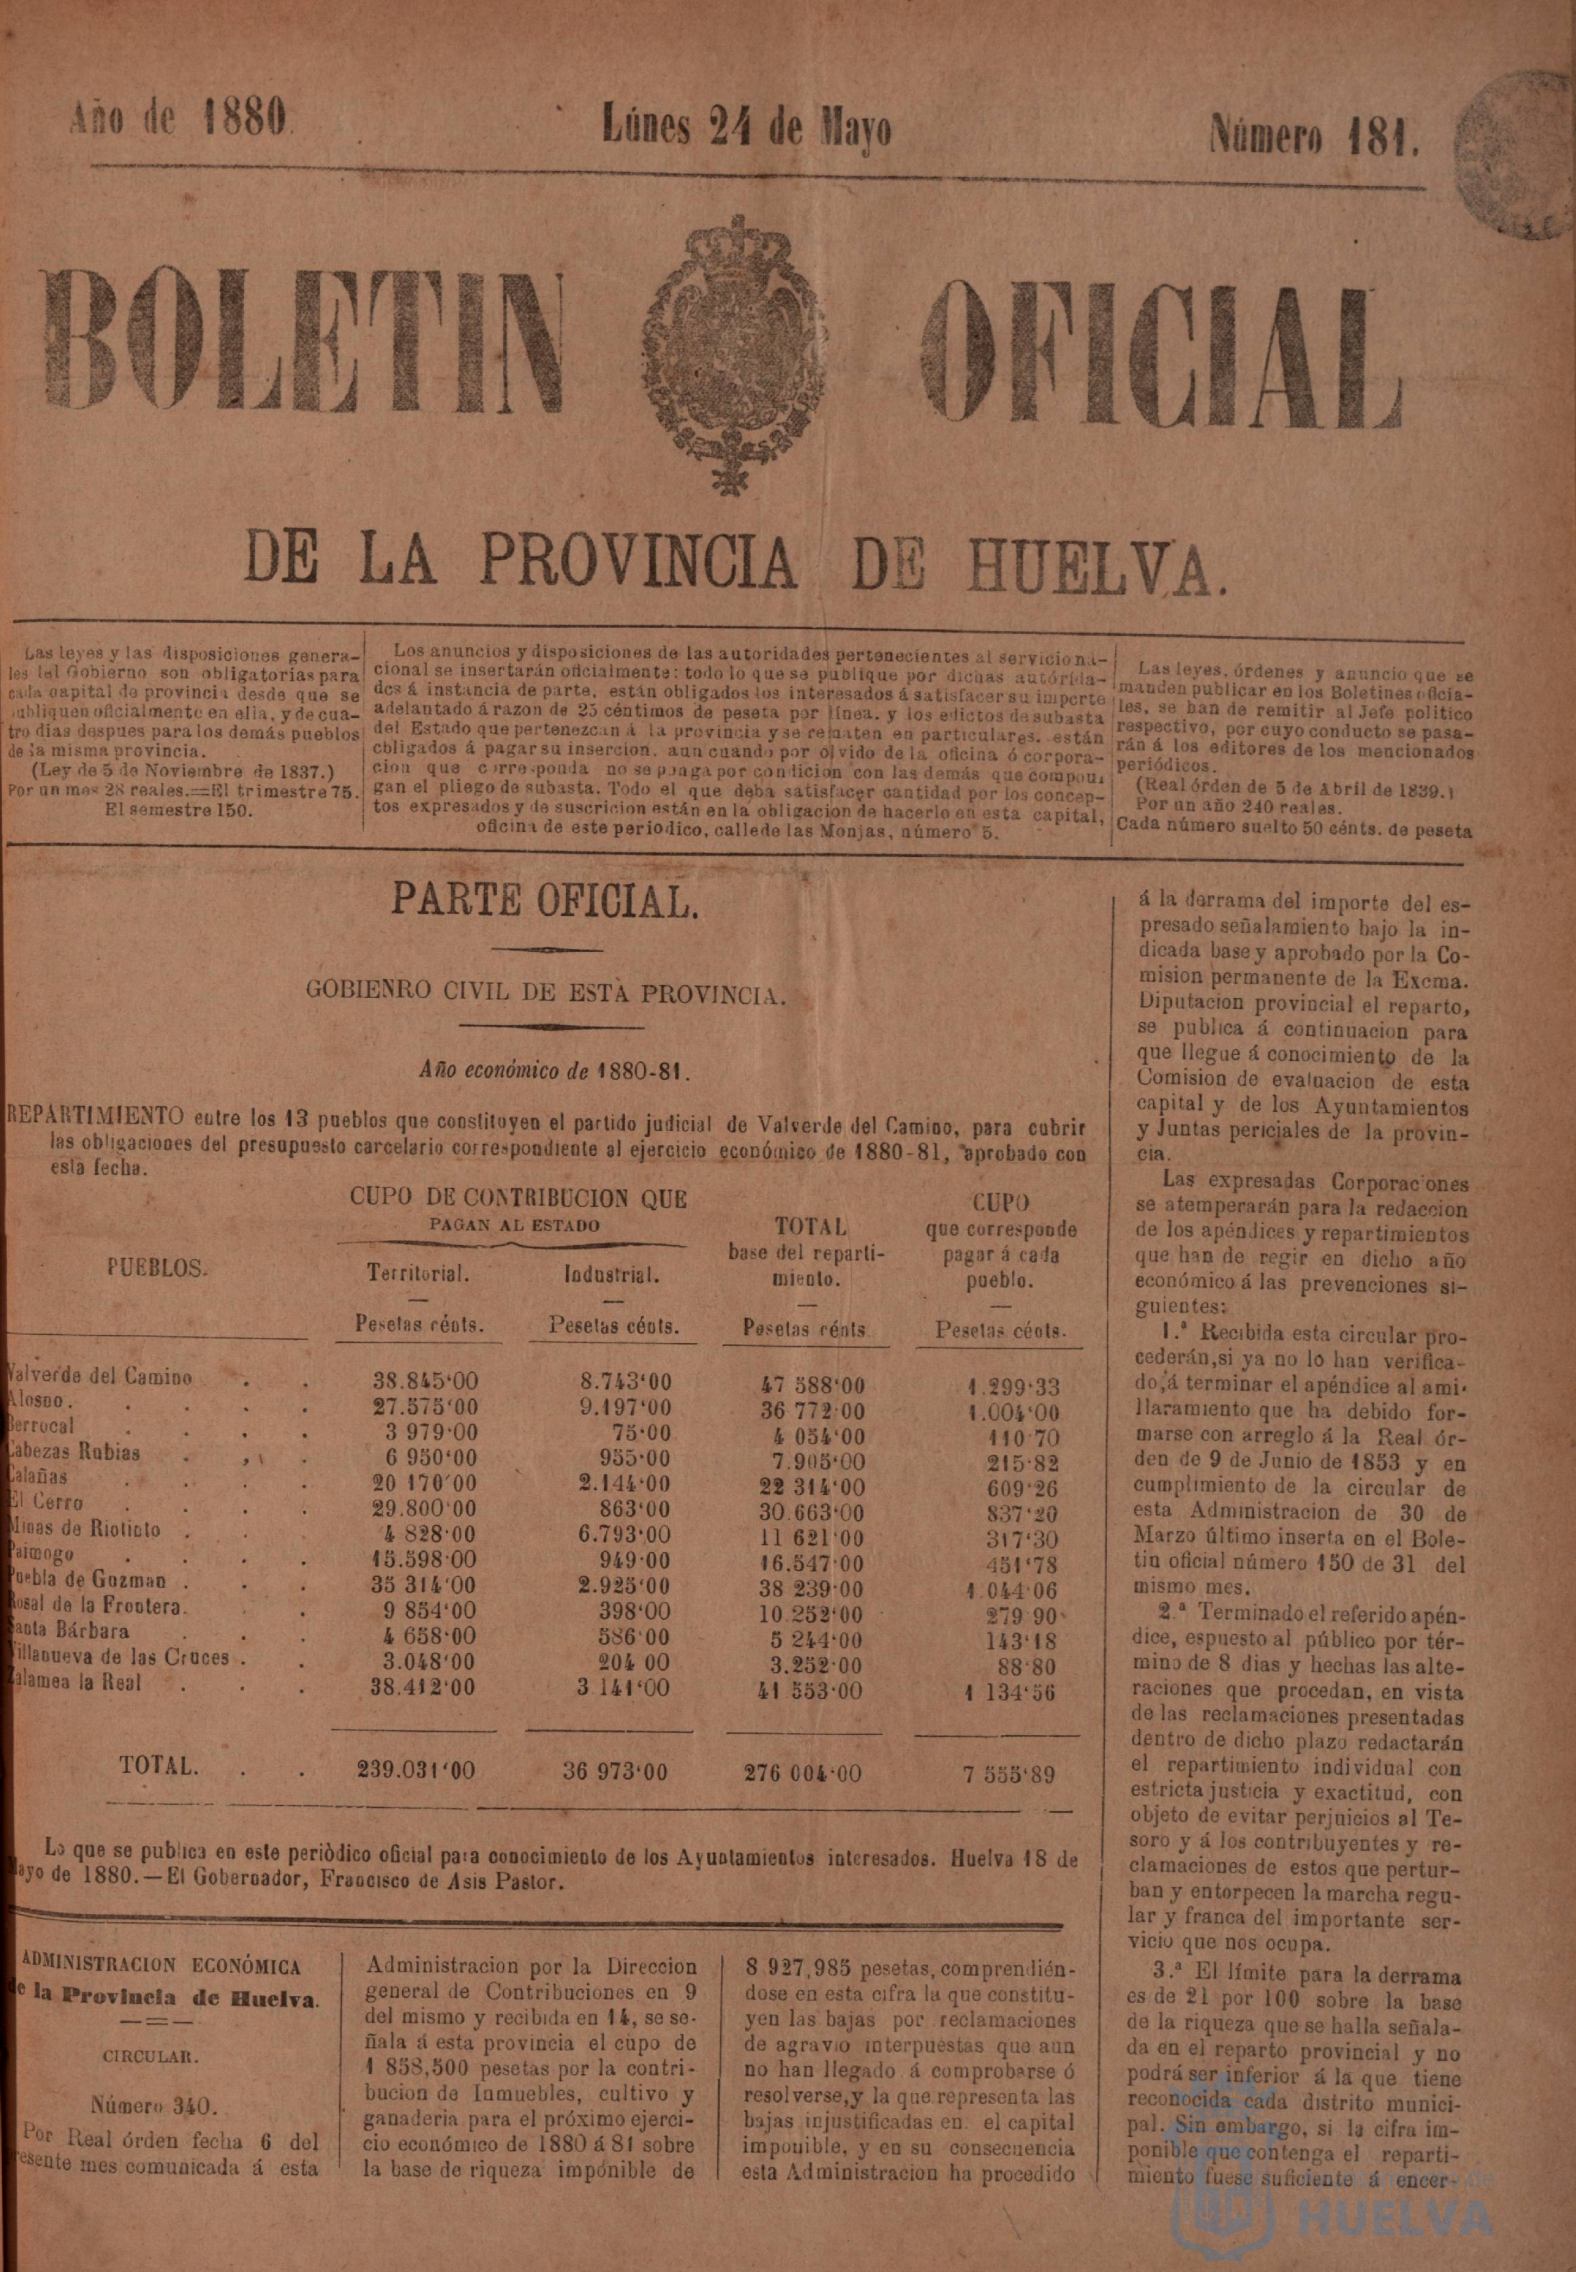 Año de 1880.
Lúnes 24 de Mayo
Número 181.
BOLETIN OFICIAL
DE LA PROVINCIA DE HUELVA.
Las leyes y las disposiciones genera-
les del Gobierno son obligatorias para
cada capital de provincia desde que se
publiquen oficialmente en elia, y de cua-
tro dias despues para los demás pueblos
de la misma provincia.
(Ley de 5 de Noviembre de 1837.)
Por un mes 28 reales.=El trimestre 75.
El semestre 150.
Los anuncios y disposiciones de las autoridades pertenecientes al servicio na-
cional se insertarán oficialmente: todo lo que se publique por dichas autórida-
des á instancia de parte, están obligados los interesados á satisfacer su importe
adelantado á razon de 25 céntimos de peseta por línea. y los edictos de subasta
del Estado que pertenezcan á la provincia y se rematen en particulares. están
obligados á pagar su insercion. aun cuando por olvido de la oficina ó corpora-
cion que corresponda no se ponga por condicion con las demás que compon
gan el pliego de subasta. Todo el que deba satisfacer cantidad por los concep-
tos expresados y de suscricion están en la obligacion de hacerlo en esta capital,
oficina de este periodico, calle de las Monjas, número 5.
Las leyes, órdenes y anuncio que se
manden publicar en los Boletines oficia-
les, se han de remitir al Jefe politico
respectivo, por cuyo conducto se pasa-
rán á los editores de los mencionados
periódicos.
(Real órden de 5 de Abril de 1839.)
Por un año 240 reales.
Cada número suelto 50 cénts. de peseta
PARTE OFICIAL.
GOBIENRO CIVIL DE ESTA PROVINCIA.
Año económico de 1880-81.
REPARTIMIENTO entre los 13 pueblos que constituyen el partido judicial de Valverde del Camino, para cubrir
las obligaciones del presupuesto carcelario correspondiente al ejercicio económico de 1880-81, aprobado con
esta fecha.
CUPO DE CONTRIBUCION QUE
PAGAN AL ESTADO
TOTAL
base del reparti-
miento.
CUPO
que corresponde
pagar á cada
pueblo.
PUEBLOS.
Territorial. Industrial.
Pesetas cénts. Pesetas cénts. Pesetas cénts. Pesetas cénts.
Valverde del Camino . . 38.845'00 8.743'00 47 588'00 1.299'33
Alosno . . . . . 27.575'00 9.197'00 36 772'00 1.004'00
Berrocal . . . . 3 979'00 75'00 4 054'00 110'70
Cabezas Rubias . . . 6 950'00 955'00 7.905'00 215'82
Calañas . . . . 20 170'00 2.144'00 22 314'00 609'26
El Cerro . . . . 29.800'00 863'00 30.663'00 837'20
Minas de Riotinto . . . 4 828'00 6.793'00 11 621'00 317'30
Paimogo . . . . 15.598'00 949'00 16.547'00 451'78
Puebla de Guzman . . . 35 314'00 2.925'00 38 239'00 1.044'06
Rosal de la Frontera. . . 9 854'00 398'00 10.252'00 279'90
Santa Bárbara . . . 4 658'00 586'00 5 244'00 143'18
Villanueva de las Cruces . . 3.048'00 204 00 3.252'00 88'80
Zalamea la Real . . . 38.412'00 3.141'00 41 553'00 1 134'56
TOTAL. . . 239.031'00 36 973'00 276 004'00 7 555'89
Lo que se publica en este periódico oficial para conocimiento de los Ayuntamientos interesados. Huelva 18 de
Mayo de 1880.—El Gobernador, Francisco de Asis Pastor.
ADMINISTRACION ECONÓMICA
de la Provincia de Huelva.
CIRCULAR.
Número 340.
Por Real órden fecha 6 del
presente mes comunicada á esta
Administracion por la Direccion
general de Contribuciones en 9
del mismo y recibida en 14, se se-
ñala á esta provincia el cupo de
1 858,500 pesetas por la contri-
bucion de Inmuebles, cultivo y
ganaderia para el próximo ejerci-
cio económico de 1880 á 81 sobre
la base de riqueza impónible de
8.927,985 pesetas, comprendién-
dose en esta cifra la que constitu-
yen las bajas por reclamaciones
de agravio interpuestas que aun
no han llegado á comprobarse ó
resolverse, y la que representa las
bajas injustificadas en el capital
imponible, y en su consecuencia
esta Administracion ha procedido
á la derrama del importe del es-
presado señalamiento bajo la in-
dicada base y aprobado por la Co-
mision permanente de la Excma.
Diputacion provincial el reparto,
se publica á continuacion para
que llegue á conocimiento de la
Comision de evaluacion de esta
capital y de los Ayuntamientos
y Juntas periciales de la provin-
cia.
Las expresadas Corporaciones
se atemperarán para la redaccion
de los apéndices y repartimientos
que han de regir en dicho año
económico á las prevenciones si-
guientes:
1.ª Recibida esta circular pro-
cederán, si ya no lo han verifica-
do, á terminar el apéndice al ami-
llaramiento que ha debido for-
marse con arreglo á la Real ór-
den de 9 de Junio de 1853 y en
cumplimiento de la circular de
esta Administracion de 30 de
Marzo último inserta en el Bole-
tin oficial número 150 de 31 del
mismo mes.
2.ª Terminado el referido apén-
dice, espuesto al público por tér-
mino de 8 dias y hechas las alte-
raciones que procedan, en vista
de las reclamaciones presentadas
dentro de dicho plazo redactarán
el repartimiento individual con
estricta justicia y exactitud, con
objeto de evitar perjuicios al Te-
soro y á los contribuyentes y re-
clamaciones de estos que pertur-
ban y entorpecen la marcha regu-
lar y franca del importante ser-
vicio que nos ocupa.
3.ª El límite para la derrama
es de 21 por 100 sobre la base
de la riqueza que se halla señala-
da en el reparto provincial y no
podrá ser inferior á la que tiene
reconocida cada distrito munici-
pal. Sin embargo, si la cifra im-
ponible que contenga el reparti-
miento fuese suficiente á encer-
HUELVA